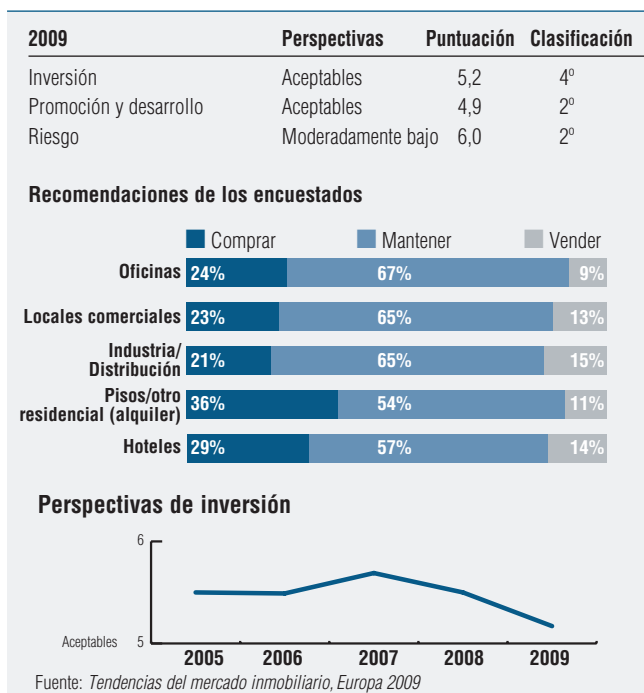 2009 Perspectivas Puntuación Clasificación
Inversión Aceptables 5,2 4º
Promoción y desarrollo Aceptables 4,9 2º
Riesgo Moderadamente bajo 6,0 2º
Recomendaciones de los encuestados
Comprar Mantener Vender
Oficinas 24% 67% 9%
Locales comerciales 23% 65% 13%
Industria/
Distribución 21% 65% 15%
Pisos/otro
residencial (alquiler) 36% 54% 11%
Hoteles 29% 57% 14%
Perspectivas de inversión
6
Aceptables 5
2005 2006 2007 2008 2009
Fuente: Tendencias del mercado inmobiliario, Europa 2009